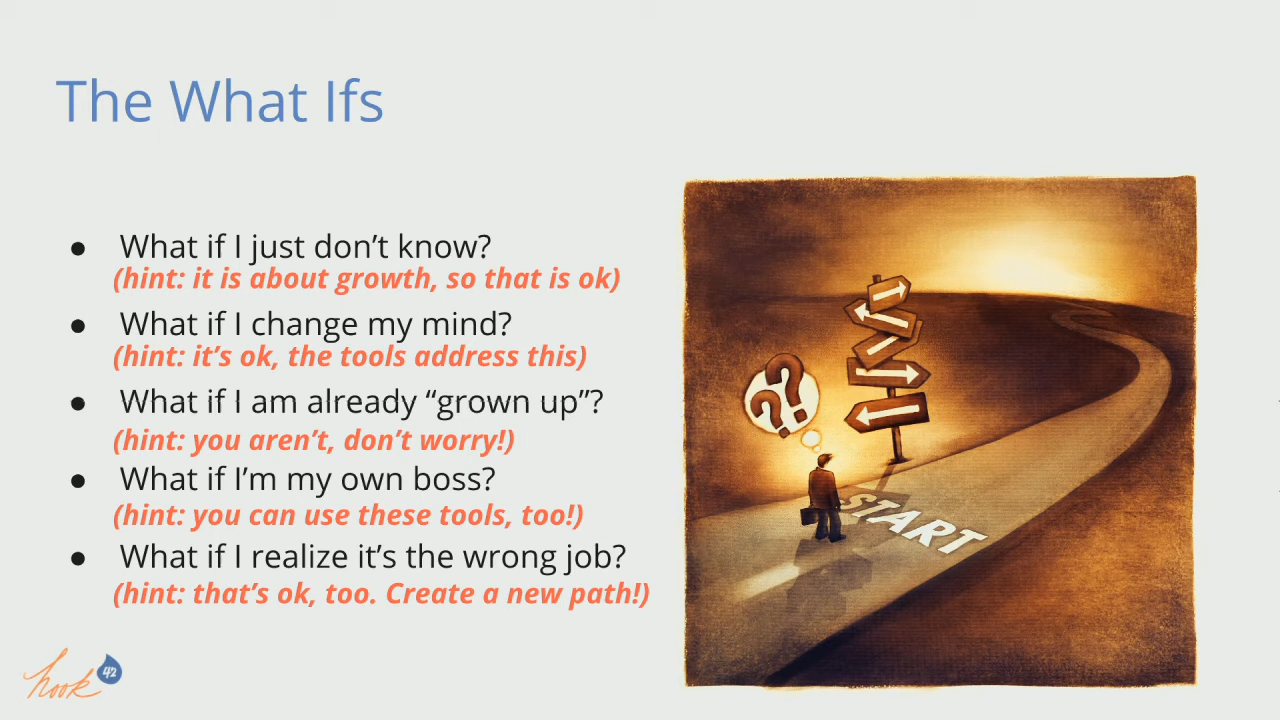 The What Ifs
● What if I just don’t know?
(hint: it is about growth, so that is ok)
● What if I change my mind?
(hint: it’s ok, the tools address this)
● What if I am already “grown up”?
(hint: you aren’t, don’t worry!)
● What if I’m my own boss?
(hint: you can use these tools, too!)
● What if I realize it’s the wrong job?
(hint: that’s ok, too. Create a new path!)
??
START
hook 42